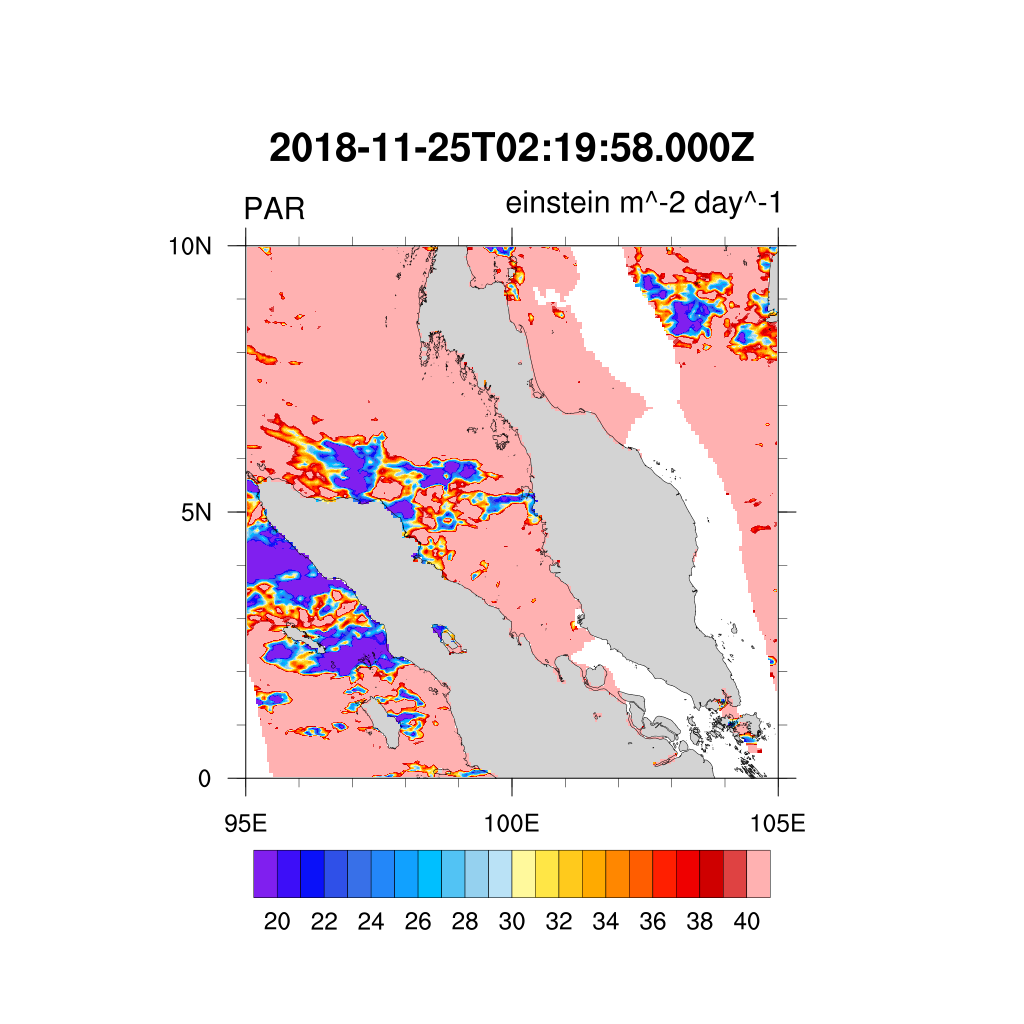 2018-11-25T02:19:58.000Z
PAR einstein m^-2 day^-1
10N
5N
0
95E 100E 105E
20 22 24 26 28 30 32 34 36 38 40